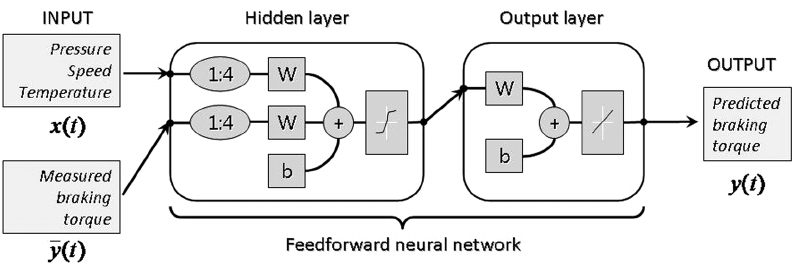 INPUT
Hidden layer
Output layer
Pressure
Speed
Temperature
x(t)
1:4
W
1:4
W
+
b
W
+
b
OUTPUT
Predicted
braking
torque
y(t)
Measured
braking
torque
ȳ(t)
Feedforward neural network